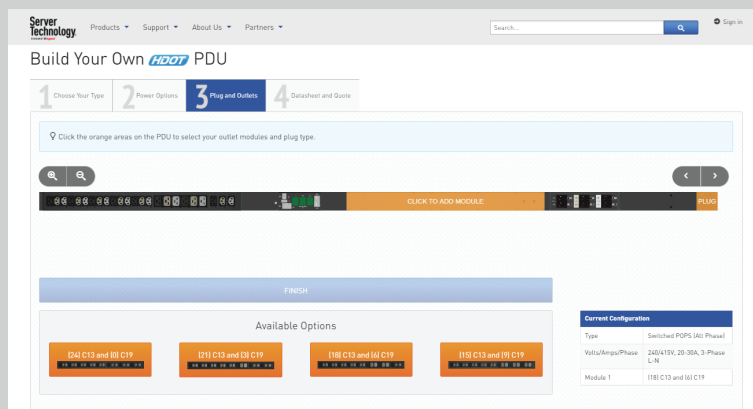 Server
Technology.
Products
Support
About Us
Partners
Search...
Sign in
Build Your Own HDOT PDU
1 Choose Your Type
2 Power Options
3 Plug and Outlets
4 Datasheet and Quote
Click the orange areas on the PDU to select your outlet modules and plug type.
CLICK TO ADD MODULE
PLUG
FINISH
Available Options
(24) C13 and (0) C19
(21) C13 and (3) C19
(18) C13 and (6) C19
(15) C13 and (9) C19
Current Configuration
Type Switched POPS (Alt Phase)
Volts/Amps/Phase 240/415V, 20-30A, 3-Phase
L-N
Module 1 (18) C13 and (6) C19